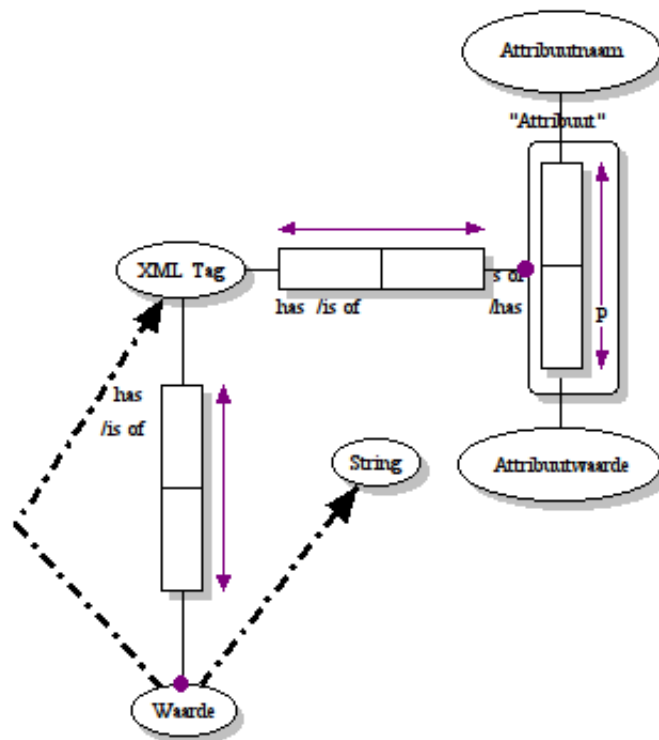 Attribuutnaam
"Attribuut"
XML Tag
s of
/has
has /is of
p
has
/is of
String
Attribuutwaarde
Waarde